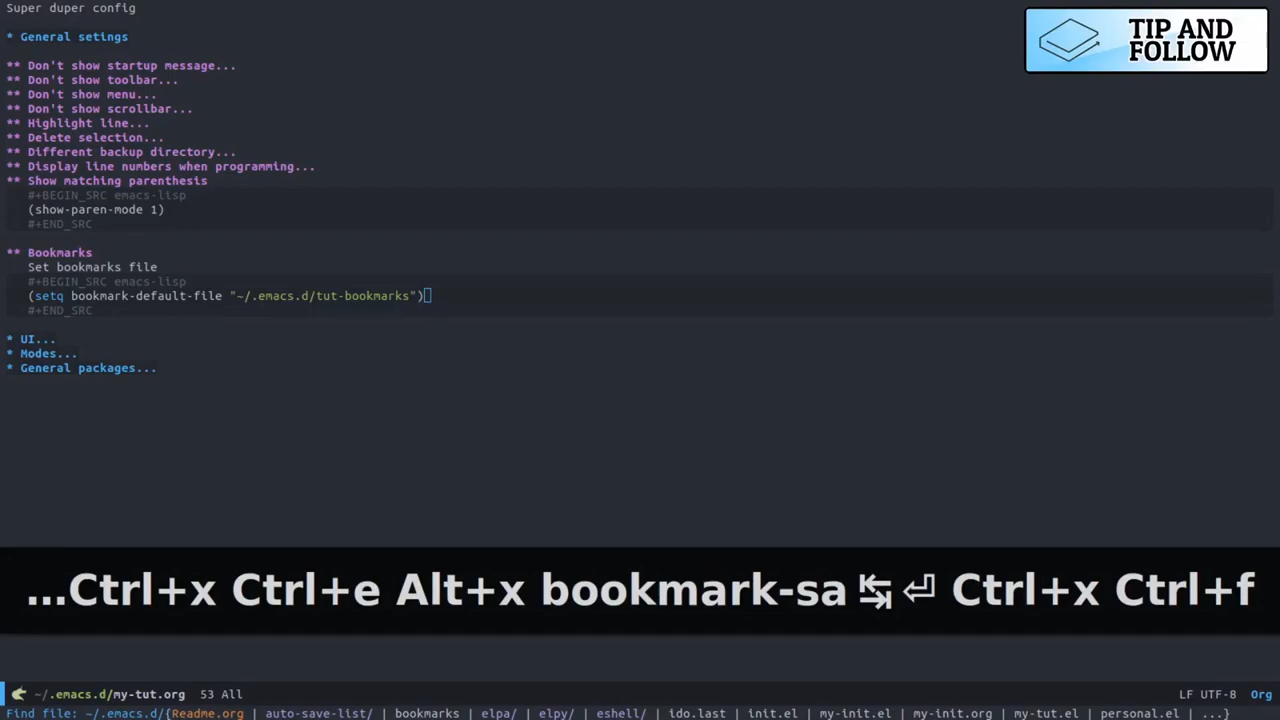 Super duper config
TIP AND
FOLLOW
* General setings
** Don't show startup message...
** Don't show toolbar...
** Don't show menu...
** Don't show scrollbar...
** Highlight line...
** Delete selection...
** Different backup directory...
** Display line numbers when programming...
** Show matching parenthesis
#+BEGIN_SRC emacs-lisp
(show-paren-mode 1)
#+END_SRC
** Bookmarks
Set bookmarks file
#+BEGIN_SRC emacs-lisp
(setq bookmark-default-file "~/.emacs.d/tut-bookmarks")
#+END_SRC
* UI...
* Modes...
* General packages...
...Ctrl+x Ctrl+e Alt+x bookmark-sa ↹ ⏎ Ctrl+x Ctrl+f
~/.emacs.d/my-tut.org 53 All LF UTF-8 Org
Find file: ~/.emacs.d/{Readme.org | auto-save-list/ | bookmarks | elpa/ | elpy/ | eshell/ | ido.last | init.el | my-init.el | my-init.org | my-tut.el | personal.el | ...}